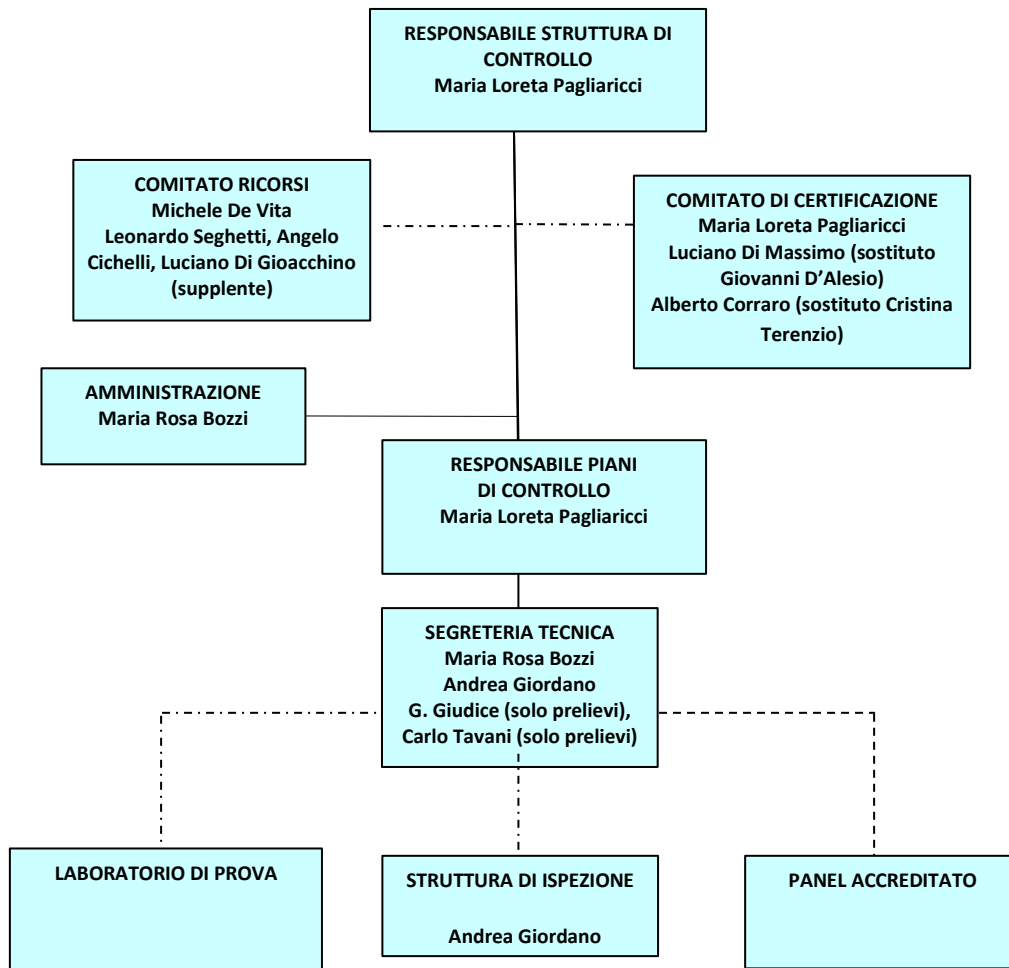 RESPONSABILE STRUTTURA DI
CONTROLLO
Maria Loreta Pagliaricci
COMITATO RICORSI
Michele De Vita
Leonardo Seghetti, Angelo
Cichelli, Luciano Di Gioacchino
(supplente)
COMITATO DI CERTIFICAZIONE
Maria Loreta Pagliaricci
Luciano Di Massimo (sostituto
Giovanni D’Alesio)
Alberto Corraro (sostituto Cristina
Terenzio)
AMMINISTRAZIONE
Maria Rosa Bozzi
RESPONSABILE PIANI
DI CONTROLLO
Maria Loreta Pagliaricci
SEGRETERIA TECNICA
Maria Rosa Bozzi
Andrea Giordano
G. Giudice (solo prelievi),
Carlo Tavani (solo prelievi)
LABORATORIO DI PROVA
STRUTTURA DI ISPEZIONE
Andrea Giordano
PANEL ACCREDITATO